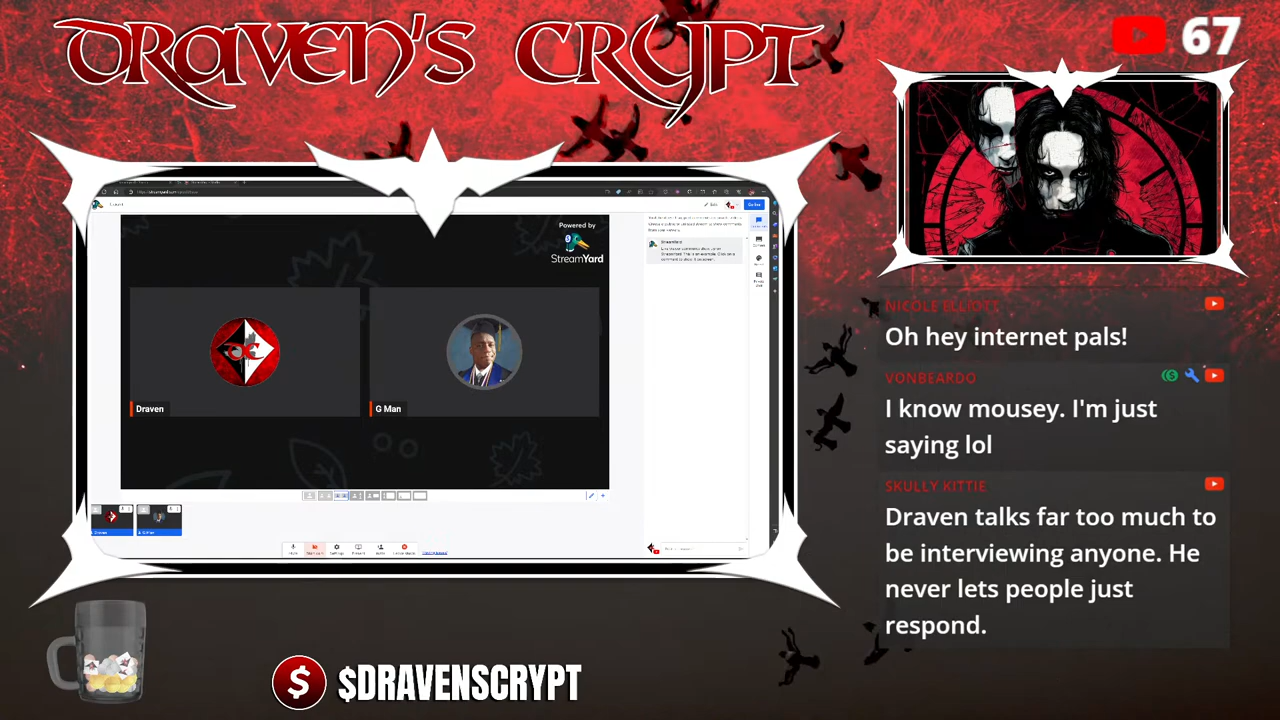 DRAVEN'S CRYPT
67
Powered by
StreamYard
Draven
G Man
NICOLE ELLIOTT
Oh hey internet pals!
VONBEARDO
I know mousey. I'm just
saying lol
SKULLY KITTIE
Draven talks far too much to
be interviewing anyone. He
never lets people just
respond.
$
$DRAVENSCRYPT